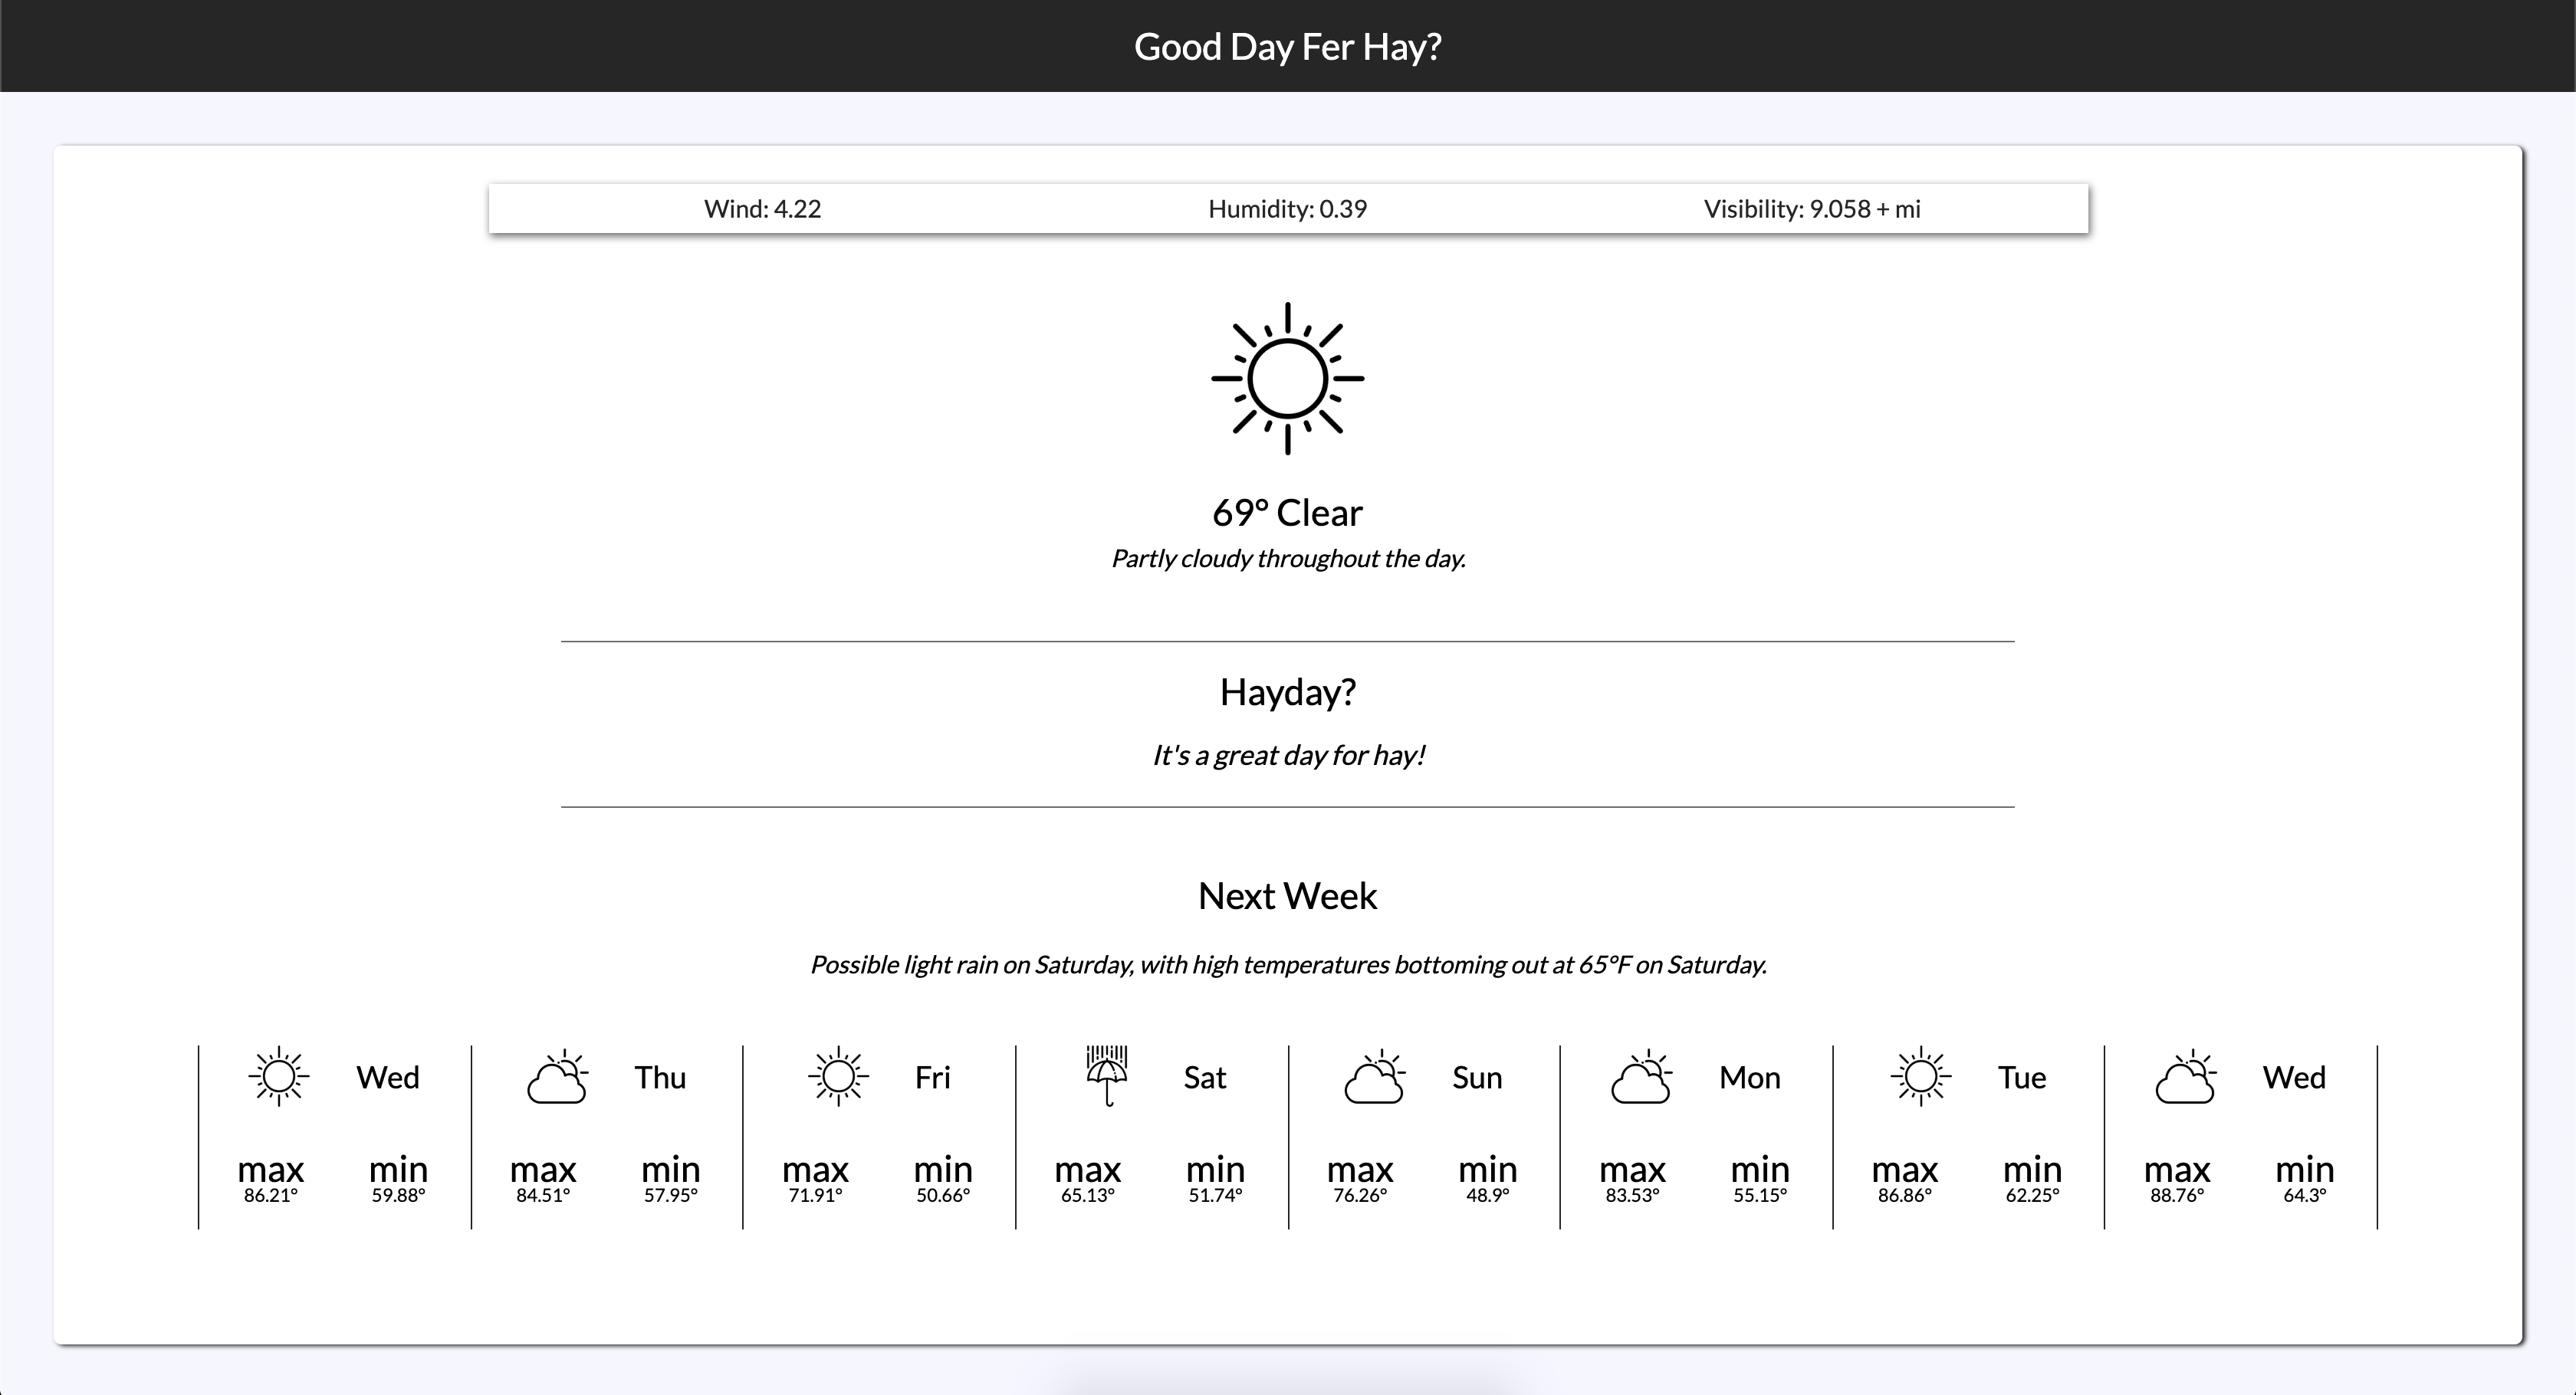 Good Day Fer Hay?
Wind: 4.22 Humidity: 0.39 Visibility: 9.058 + mi
69° Clear
Partly cloudy throughout the day.
Hayday?
It's a great day for hay!
Next Week
Possible light rain on Saturday, with high temperatures bottoming out at 65°F on Saturday.
Wed Thu Fri Sat Sun Mon Tue Wed
max min max min max min max min max min max min max min max min
86.21° 59.88° 84.51° 57.95° 71.91° 50.66° 65.13° 51.74° 76.26° 48.9° 83.53° 55.15° 86.86° 62.25° 88.76° 64.3°